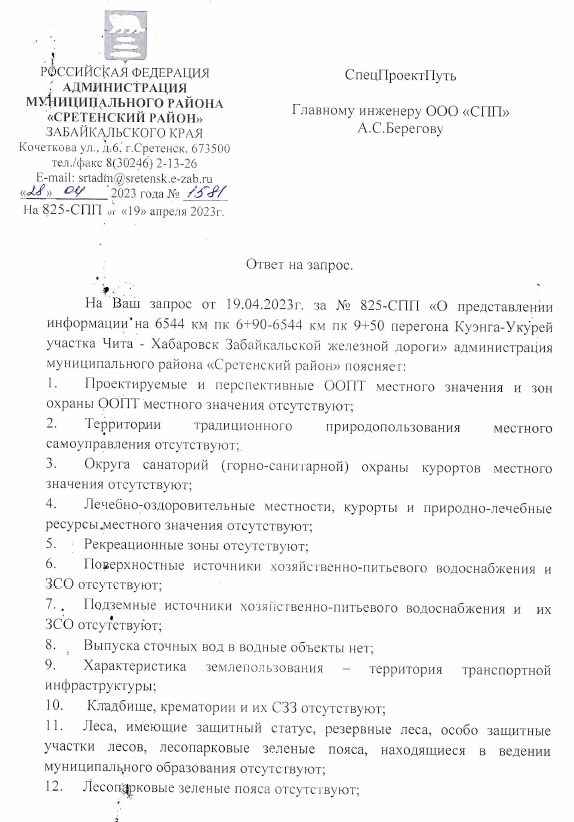 РОССИЙСКАЯ ФЕДЕРАЦИЯ
АДМИНИСТРАЦИЯ
МУНИЦИПАЛЬНОГО РАЙОНА
«СРЕТЕНСКИЙ РАЙОН»
ЗАБАЙКАЛЬСКОГО КРАЯ
Кочеткова ул., д.6, г.Сретенск, 673500
тел./факс 8(30246) 2-13-26
E-mail: srtadm@sretensk.e-zab.ru
«28» 04 2023 года № 1581
На 825-СПП от «19» апреля 2023г.
СпецПроектПуть
Главному инженеру ООО «СПП»
А.С.Берегову
Ответ на запрос.
На Ваш запрос от 19.04.2023г. за № 825-СПП «О представлении
информации на 6544 км пк 6+90-6544 км пк 9+50 перегона Куэнга-Укурей
участка Чита - Хабаровск Забайкальской железной дороги» администрация
муниципального района «Сретенский район» поясняет:
1. Проектируемые и перспективные ООПТ местного значения и зон
охраны ООПТ местного значения отсутствуют;
2. Территории традиционного природопользования местного
самоуправления отсутствуют;
3. Округа санаторий (горно-санитарной) охраны курортов местного
значения отсутствуют;
4. Лечебно-оздоровительные местности, курорты и природно-лечебные
ресурсы местного значения отсутствуют;
5. Рекреационные зоны отсутствуют;
6. Поверхностные источники хозяйственно-питьевого водоснабжения и
ЗСО отсутствуют;
7. Подземные источники хозяйственно-питьевого водоснабжения и их
ЗСО отсутствуют;
8. Выпуска сточных вод в водные объекты нет;
9. Характеристика землепользования – территория транспортной
инфраструктуры;
10. Кладбище, крематории и их СЗЗ отсутствуют;
11. Леса, имеющие защитный статус, резервные леса, особо защитные
участки лесов, лесопарковые зеленые пояса, находящиеся в ведении
муниципального образования отсутствуют;
12. Лесопарковые зеленые пояса отсутствуют;